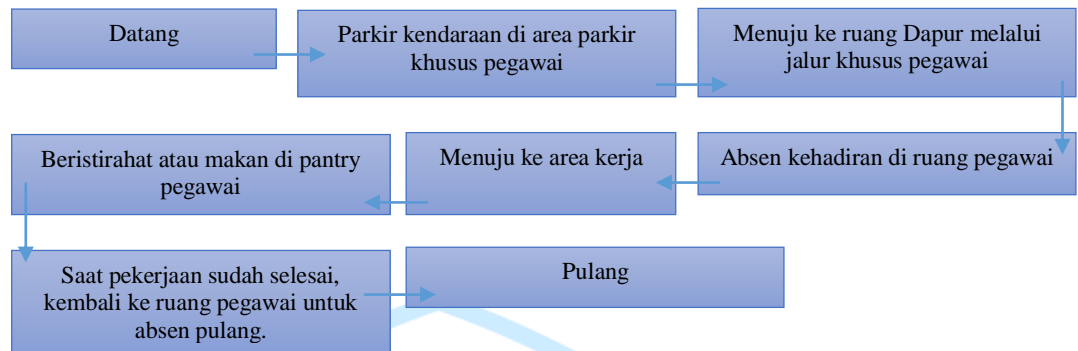 Datang
Parkir kendaraan di area parkir
khusus pegawai
Menuju ke ruang Dapur melalui
jalur khusus pegawai
Absen kehadiran di ruang pegawai
Menuju ke area kerja
Beristirahat atau makan di pantry
pegawai
Saat pekerjaan sudah selesai,
kembali ke ruang pegawai untuk
absen pulang.
Pulang